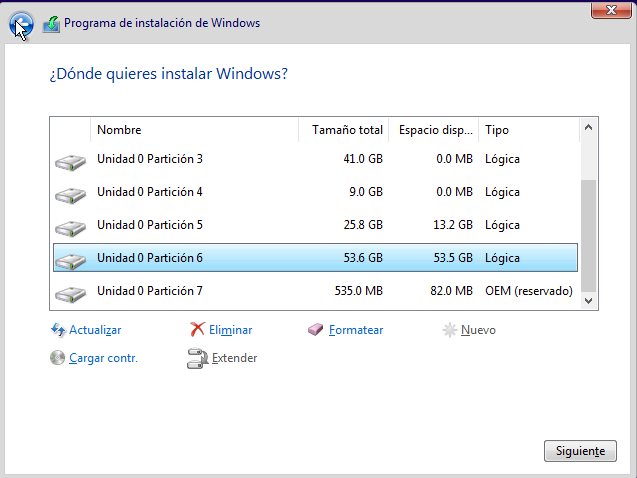 Programa de instalación de Windows
¿Dónde quieres instalar Windows?
Nombre Tamaño total Espacio disp... Tipo
Unidad 0 Partición 3 41.0 GB 0.0 MB Lógica
Unidad 0 Partición 4 9.0 GB 0.0 MB Lógica
Unidad 0 Partición 5 25.8 GB 13.2 GB Lógica
Unidad 0 Partición 6 53.6 GB 53.5 GB Lógica
Unidad 0 Partición 7 535.0 MB 82.0 MB OEM (reservado)
Actualizar Eliminar Formatear Nuevo
Cargar contr. Extender
Siguiente